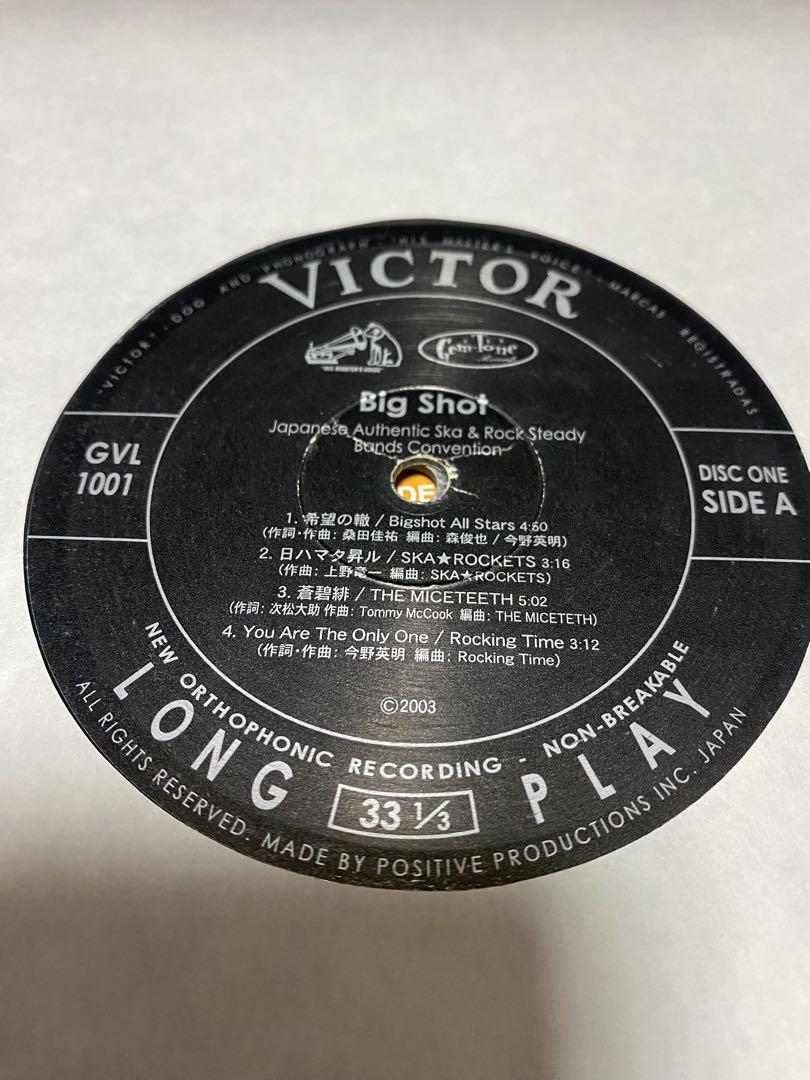 "VICTOR", DOG AND PHONOGRAPH, "HIS MASTER'S VOICE" - MARCAS REGISTRADAS
VICTOR
"HIS MASTER'S VOICE"
Gem-Tone
Records
Big Shot
Japanese Authentic Ska & Rock Steady
Bands Convention
GVL
1001
DISC ONE
SIDE A
DE
1. 希望の轍 / Bigshot All Stars 4:50
(作詞・作曲: 桑田佳祐 編曲: 森俊也 / 今野英明)
2. 日ハマタ昇ル / SKA★ROCKETS 3:16
(作曲: 上野竜一 編曲: SKA★ROCKETS)
3. 蒼碧緋 / THE MICETEETH 5:02
(作詞: 次松大助 作曲: Tommy McCook 編曲: THE MICETETH)
4. You Are The Only One / Rocking Time 3:12
(作詞・作曲: 今野英明 編曲: Rocking Time)
©2003
NEW ORTHOPHONIC RECORDING - NON-BREAKABLE
LONG PLAY
33 1/3
ALL RIGHTS RESERVED. MADE BY POSITIVE PRODUCTIONS INC. JAPAN